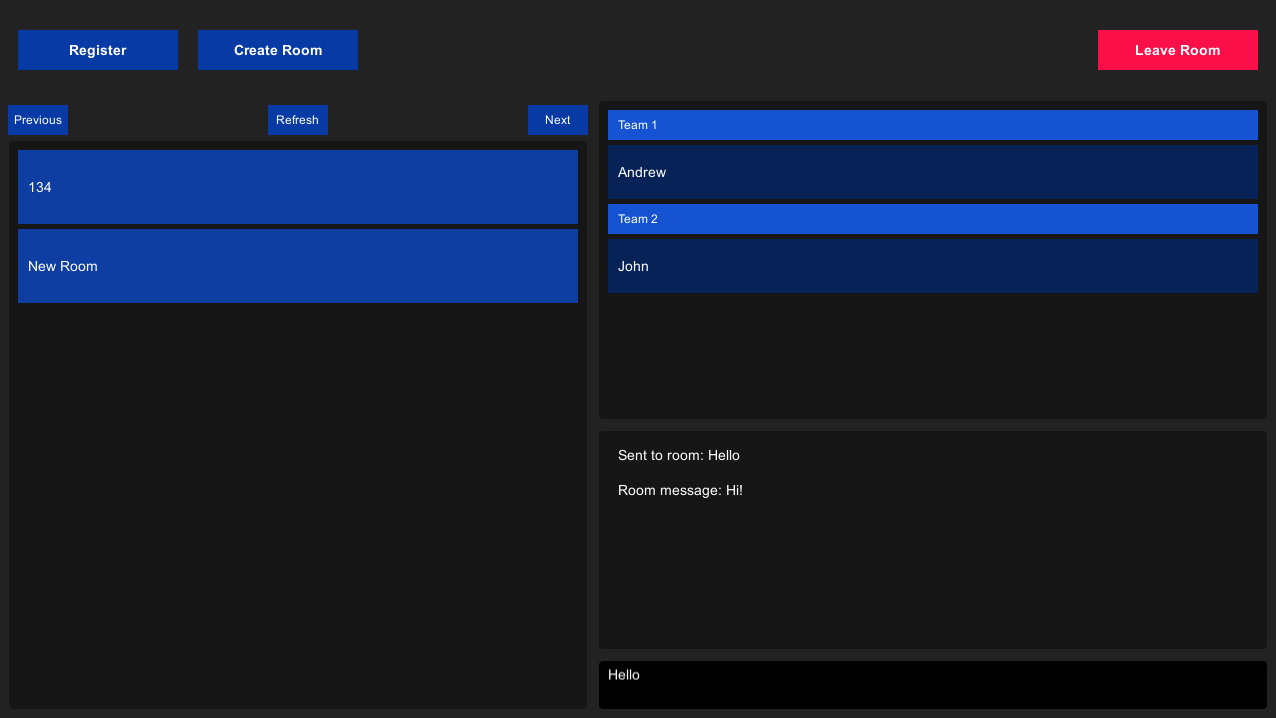 Register
Create Room
Leave Room
Previous
Refresh
Next
134
New Room
Team 1
Andrew
Team 2
John
Sent to room: Hello
Room message: Hi!
Hello